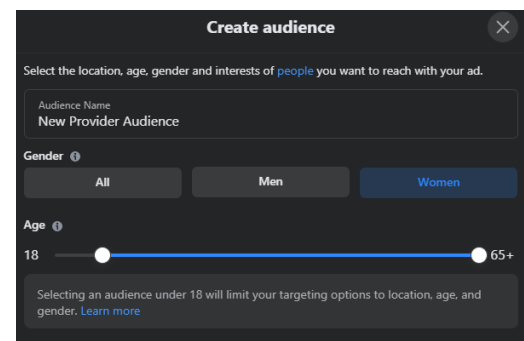 Create audience
Select the location, age, gender and interests of people you want to reach with your ad.
Audience Name
New Provider Audience
Gender
All Men Women
Age
18 65+
Selecting an audience under 18 will limit your targeting options to location, age, and
gender. Learn more